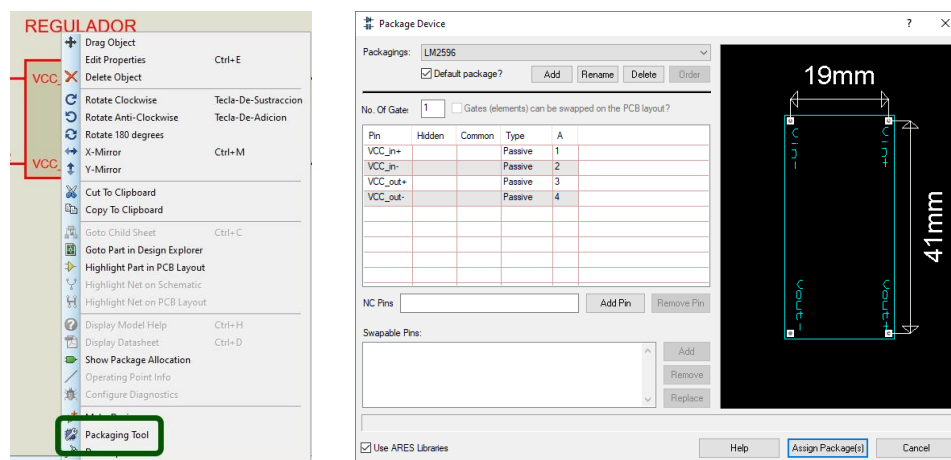 REGULADOR
VCC_
VCC_
Drag Object
Edit Properties Ctrl+E
Delete Object
Rotate Clockwise Tecla-De-Sustraccion
Rotate Anti-Clockwise Tecla-De-Adicion
Rotate 180 degrees
X-Mirror Ctrl+M
Y-Mirror
Cut To Clipboard
Copy To Clipboard
Goto Child Sheet Ctrl+C
Goto Part in Design Explorer
Highlight Part in PCB Layout
Highlight Net on Schematic
Highlight Net on PCB Layout
Display Model Help Ctrl+H
Display Datasheet Ctrl+D
Show Package Allocation
Operating Point Info
Configure Diagnostics
Packaging Tool
Package Device ? X
Packagings: LM2596
Default package? Add Rename Delete Order
No. Of Gate: 1 Gates (elements) can be swapped on the PCB layout?
Pin Hidden Common Type A
VCC_in+ Passive 1
VCC_in- Passive 2
VCC_out+ Passive 3
VCC_out- Passive 4
NC Pins Add Pin Remove Pin
Swapable Pins:
Add
Remove
Replace
Use ARES Libraries Help Assign Package(s) Cancel
19mm
41mm
Vout-